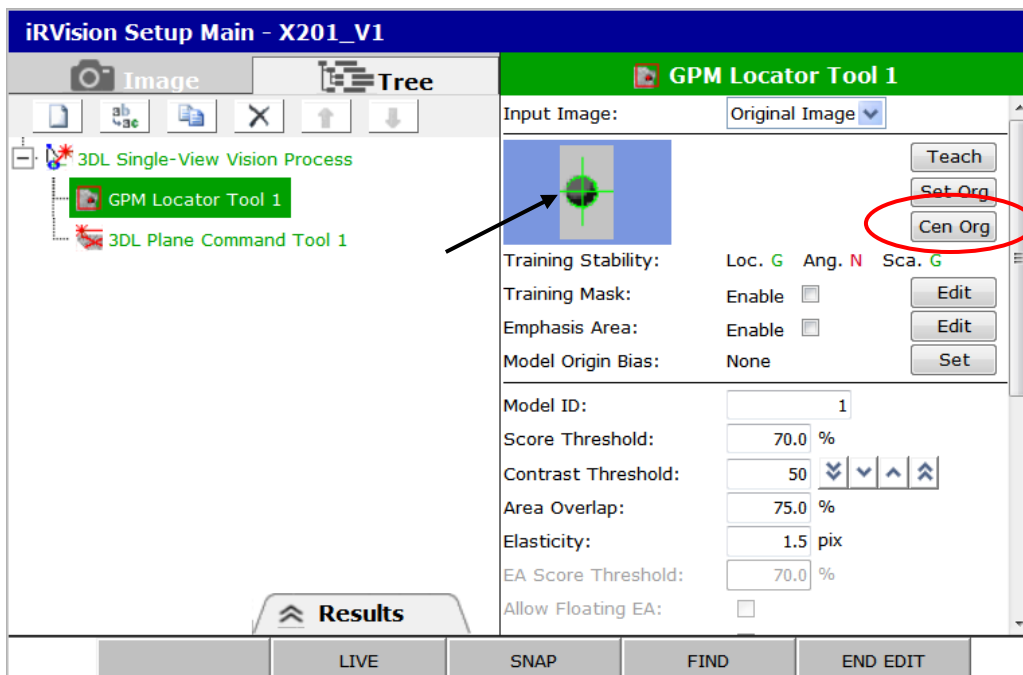 iRVision Setup Main - X201_V1
Image
Tree
GPM Locator Tool 1
ab
ac
3DL Single-View Vision Process
GPM Locator Tool 1
3DL Plane Command Tool 1
Input Image: Original Image
Teach
Set Org
Cen Org
Training Stability: Loc. G Ang. N Sca. G
Training Mask: Enable Edit
Emphasis Area: Enable Edit
Model Origin Bias: None Set
Model ID: 1
Score Threshold: 70.0 %
Contrast Threshold: 50
Area Overlap: 75.0 %
Elasticity: 1.5 pix
EA Score Threshold: 70.0 %
Allow Floating EA:
Results
LIVE SNAP FIND END EDIT